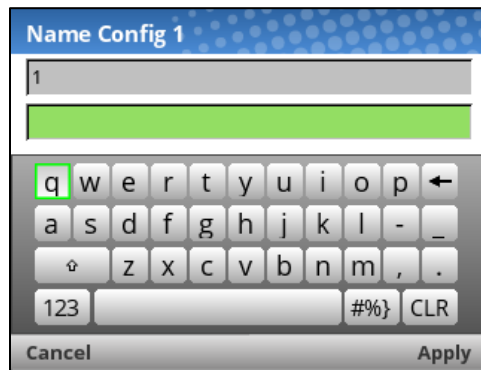 Name Config 1
1
q w e r t y u i o p ←
a s d f g h j k l - _
⇧ z x c v b n m , .
123 #%} CLR
Cancel Apply